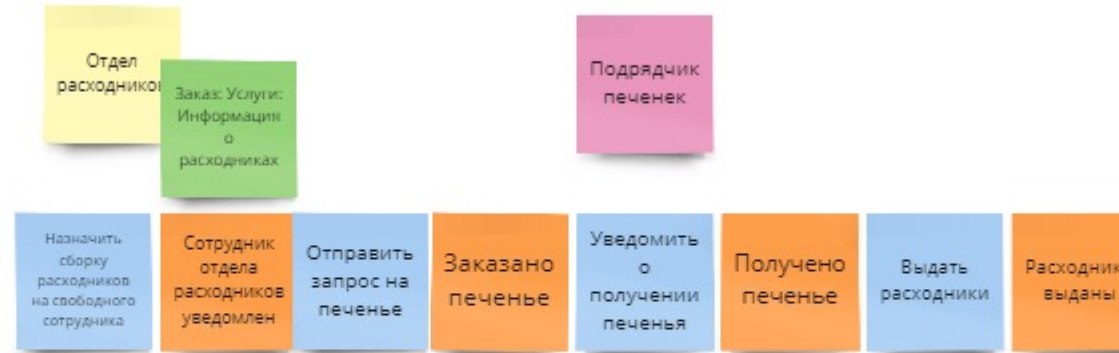 Отдел
расходнико
Заказ: Услуги:
Информация
о
расходниках
Подрядчик
печенек
Назначить
сборку
расходников
на свободного
сотрудника
Сотрудник
отдела
расходников
уведомлен
Отправить
запрос на
печенье
Заказано
печенье
Уведомить
о
получении
печенья
Получено
печенье
Выдать
расходники
Расходник
выданы